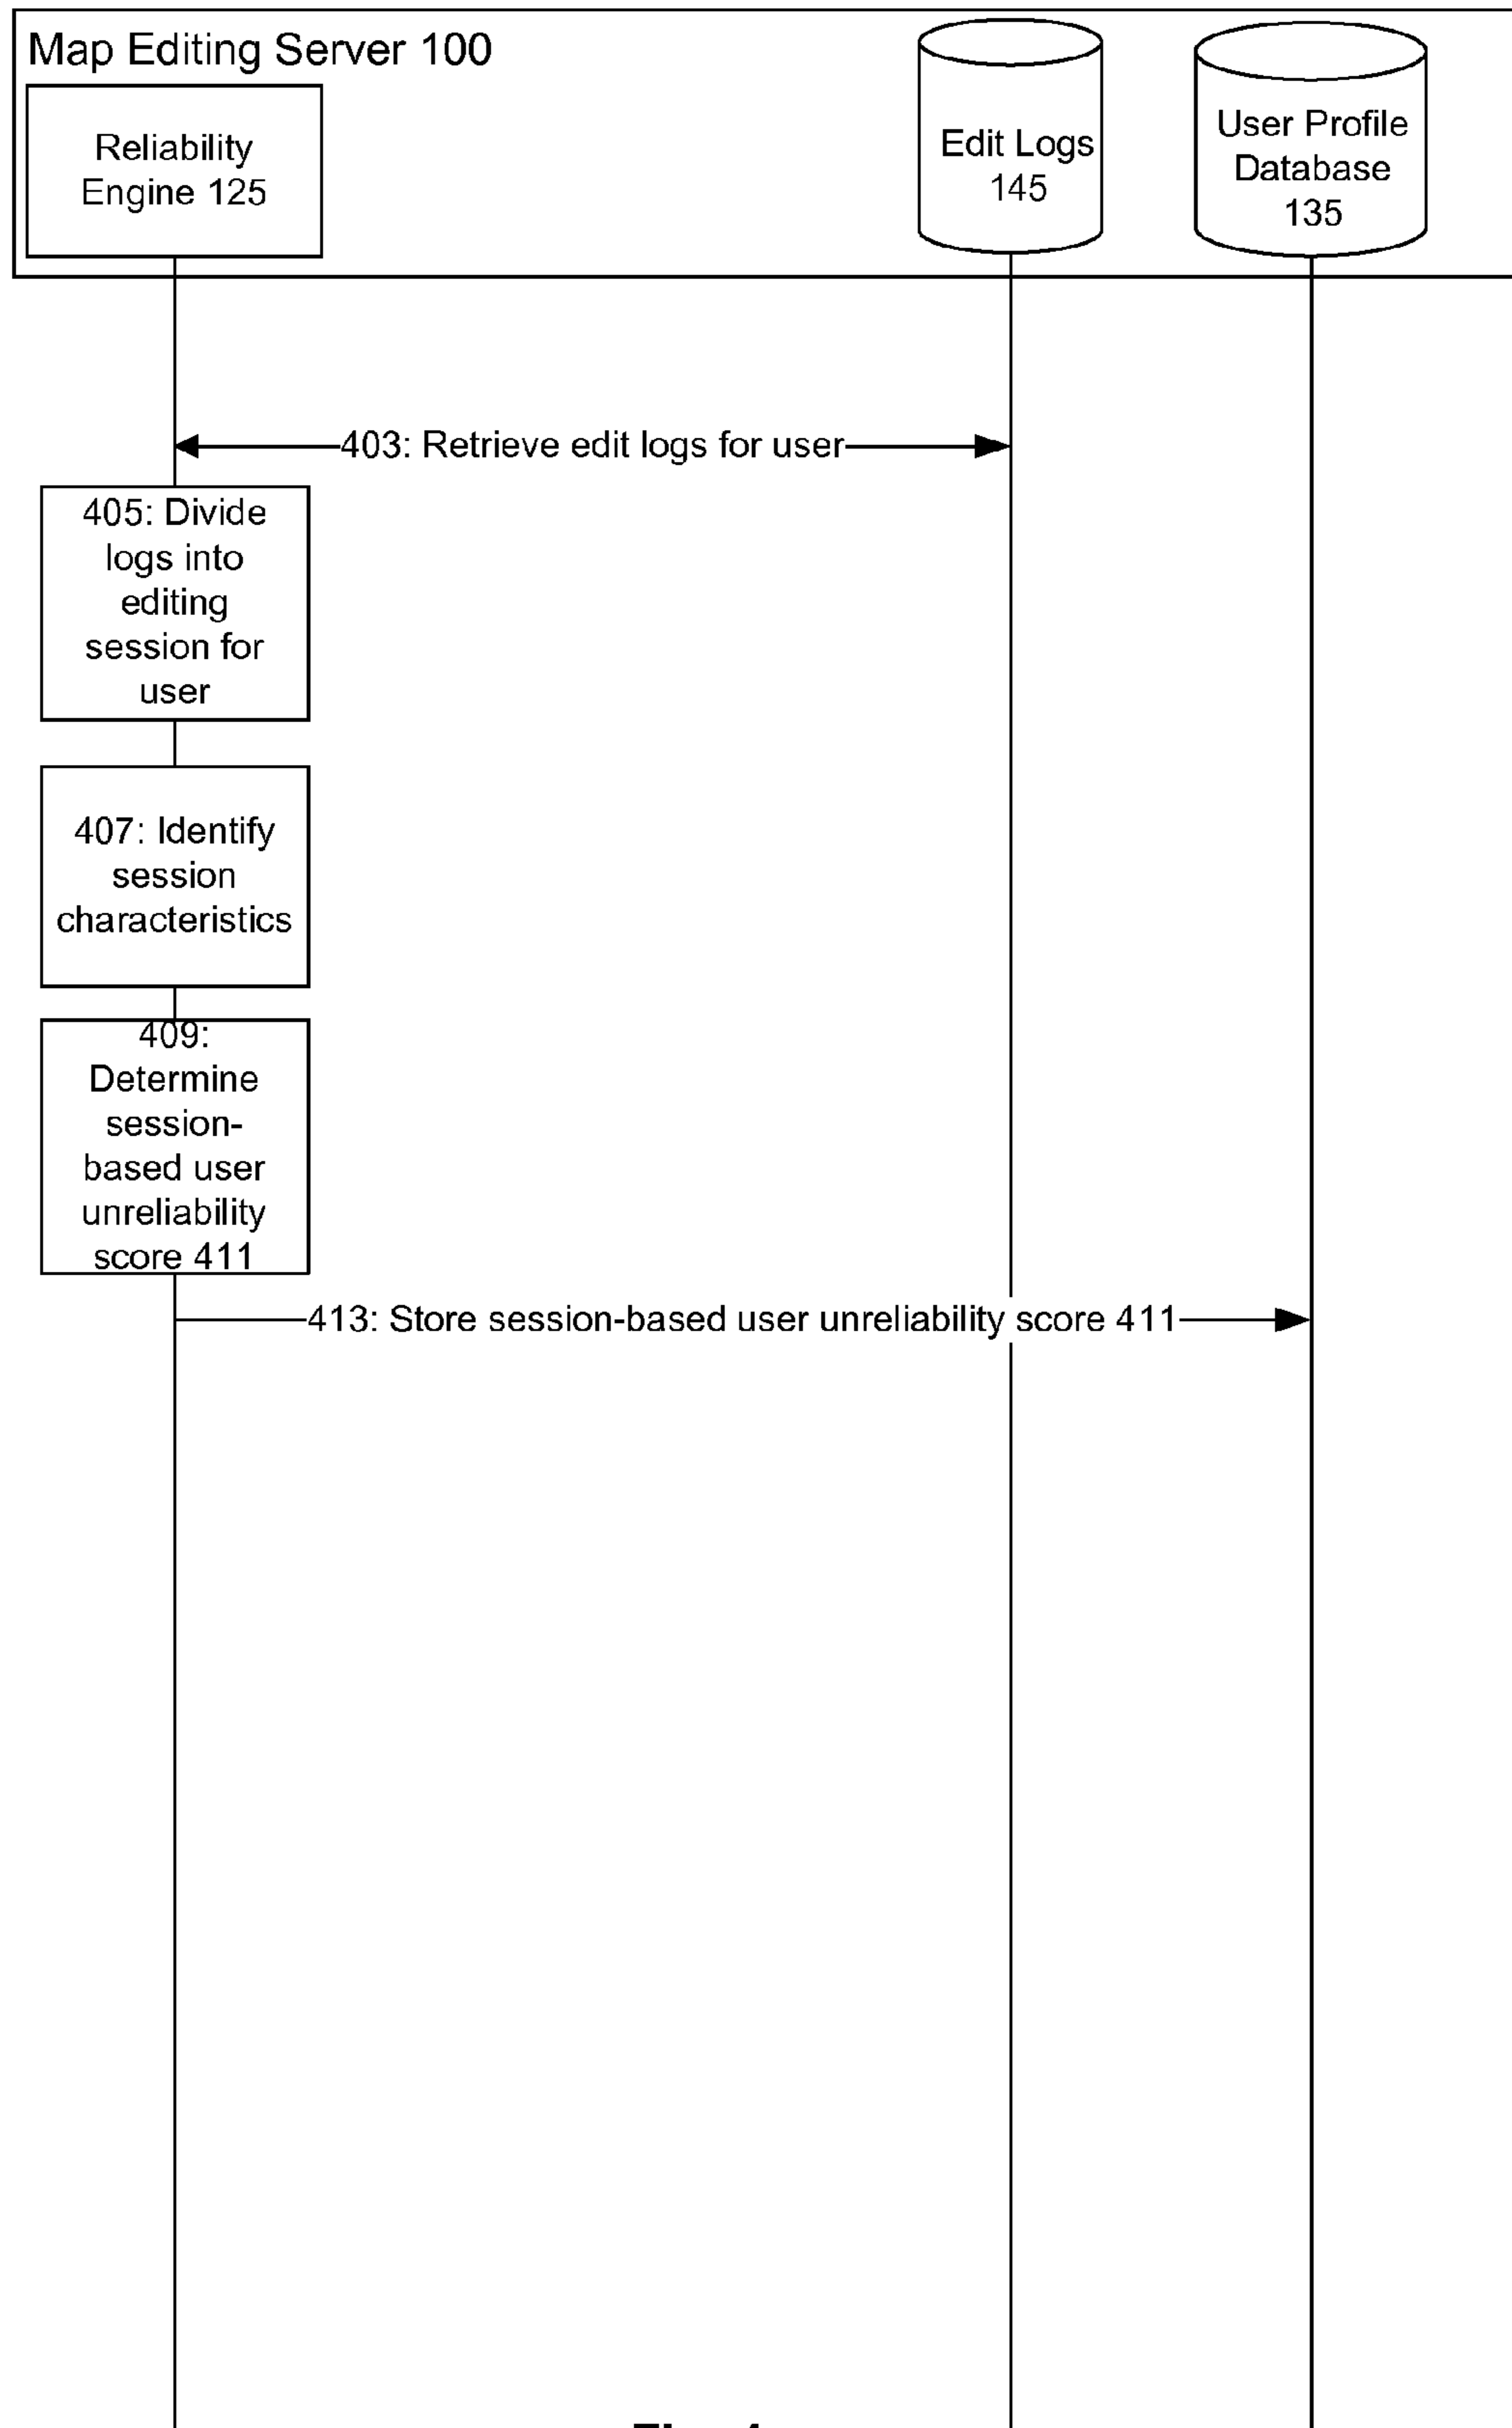 Map Editing Server 100
Reliability
Engine 125
Edit Logs
145
User Profile
Database
135
403: Retrieve edit logs for user
405: Divide
logs into
editing
session for
user
407: Identify
session
characteristics
409:
Determine
session-
based user
unreliability
score 411
413: Store session-based user unreliability score 411